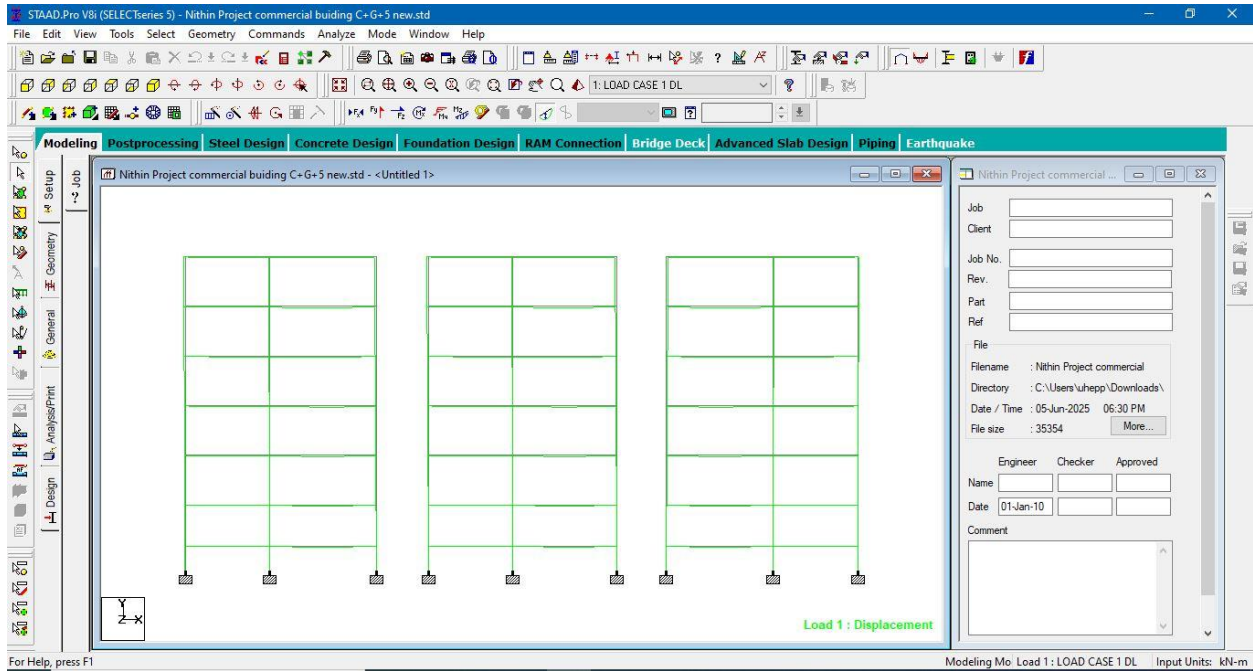 STAAD.Pro V8i (SELECTseries 5) - Nithin Project commercial buiding C+G+5 new.std
File Edit View Tools Select Geometry Commands Analyze Mode Window Help
1: LOAD CASE 1 DL
Modeling Postprocessing Steel Design Concrete Design Foundation Design RAM Connection Bridge Deck Advanced Slab Design Piping Earthquake
Setup
Geometry
General
Analysis/Print
Design
Job
Nithin Project commercial buiding C+G+5 new.std - <Untitled 1>
Y
Z X
Load 1 : Displacement
Nithin Project commercial ...
Job
Client
Job No.
Rev.
Part
Ref
File
Filename : Nithin Project commercial
Directory : C:\Users\uhepp\Downloads\
Date / Time : 05-Jun-2025 06:30 PM
File size : 35354 More...
Engineer Checker Approved
Name
Date 01-Jan-10
Comment
For Help, press F1
Modeling Mo Load 1 : LOAD CASE 1 DL Input Units: kN-m